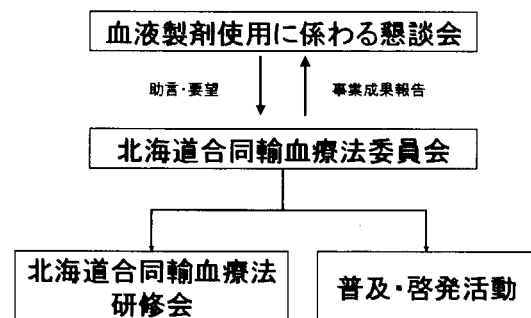 血液製剤使用に係わる懇談会
助言・要望
事業成果報告
北海道合同輸血療法委員会
北海道合同輸血療法
研修会
普及・啓発活動